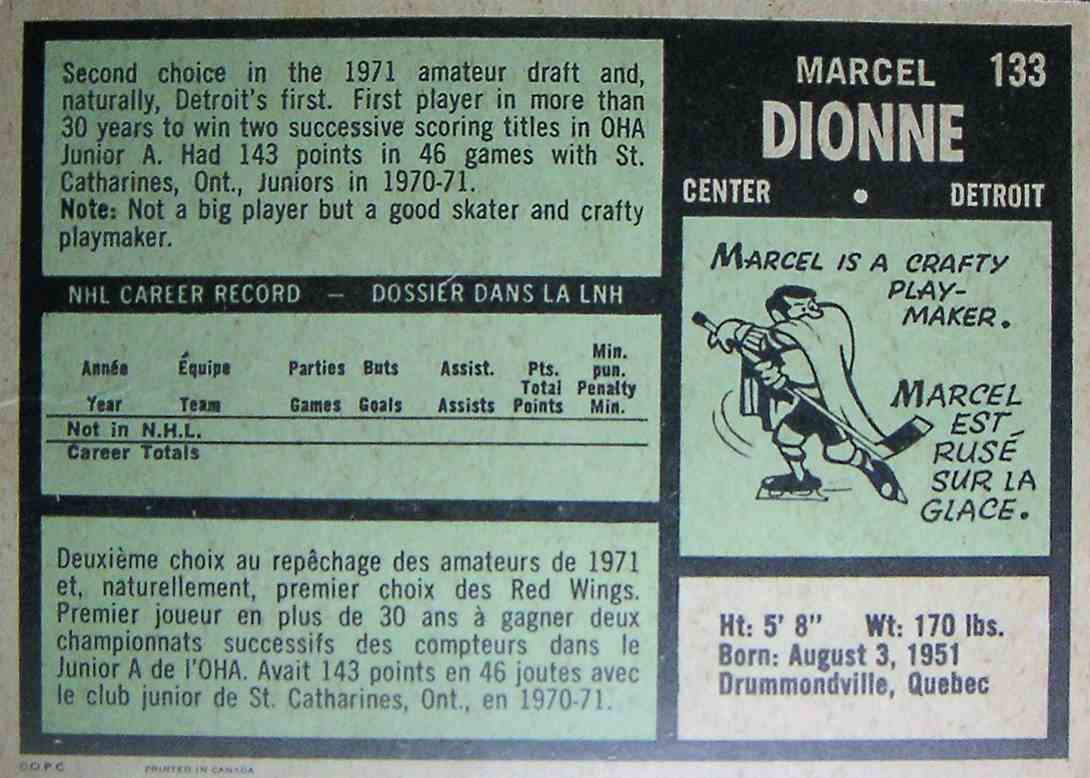 Second choice in the 1971 amateur draft and,
naturally, Detroit's first. First player in more than
30 years to win two successive scoring titles in OHA
Junior A. Had 143 points in 46 games with St.
Catharines, Ont., Juniors in 1970-71.
Note: Not a big player but a good skater and crafty
playmaker.
NHL CAREER RECORD — DOSSIER DANS LA LNH
Année Équipe Parties Buts Assist. Pts. Total Min. pun. Penalty
Year Team Games Goals Assists Points Min.
Not in N.H.L.
Career Totals
Deuxième choix au repêchage des amateurs de 1971
et, naturellement, premier choix des Red Wings.
Premier joueur en plus de 30 ans à gagner deux
championnats successifs des compteurs dans le
Junior A de l'OHA. Avait 143 points en 46 joutes avec
le club junior de St. Catharines, Ont., en 1970-71.
MARCEL 133
DIONNE
CENTER • DETROIT
MARCEL IS A CRAFTY
PLAY-
MAKER.
MARCEL
EST
RUSÉ
SUR LA
GLACE.
Ht: 5' 8" Wt: 170 lbs.
Born: August 3, 1951
Drummondville, Quebec
O.P.C. PRINTED IN CANADA